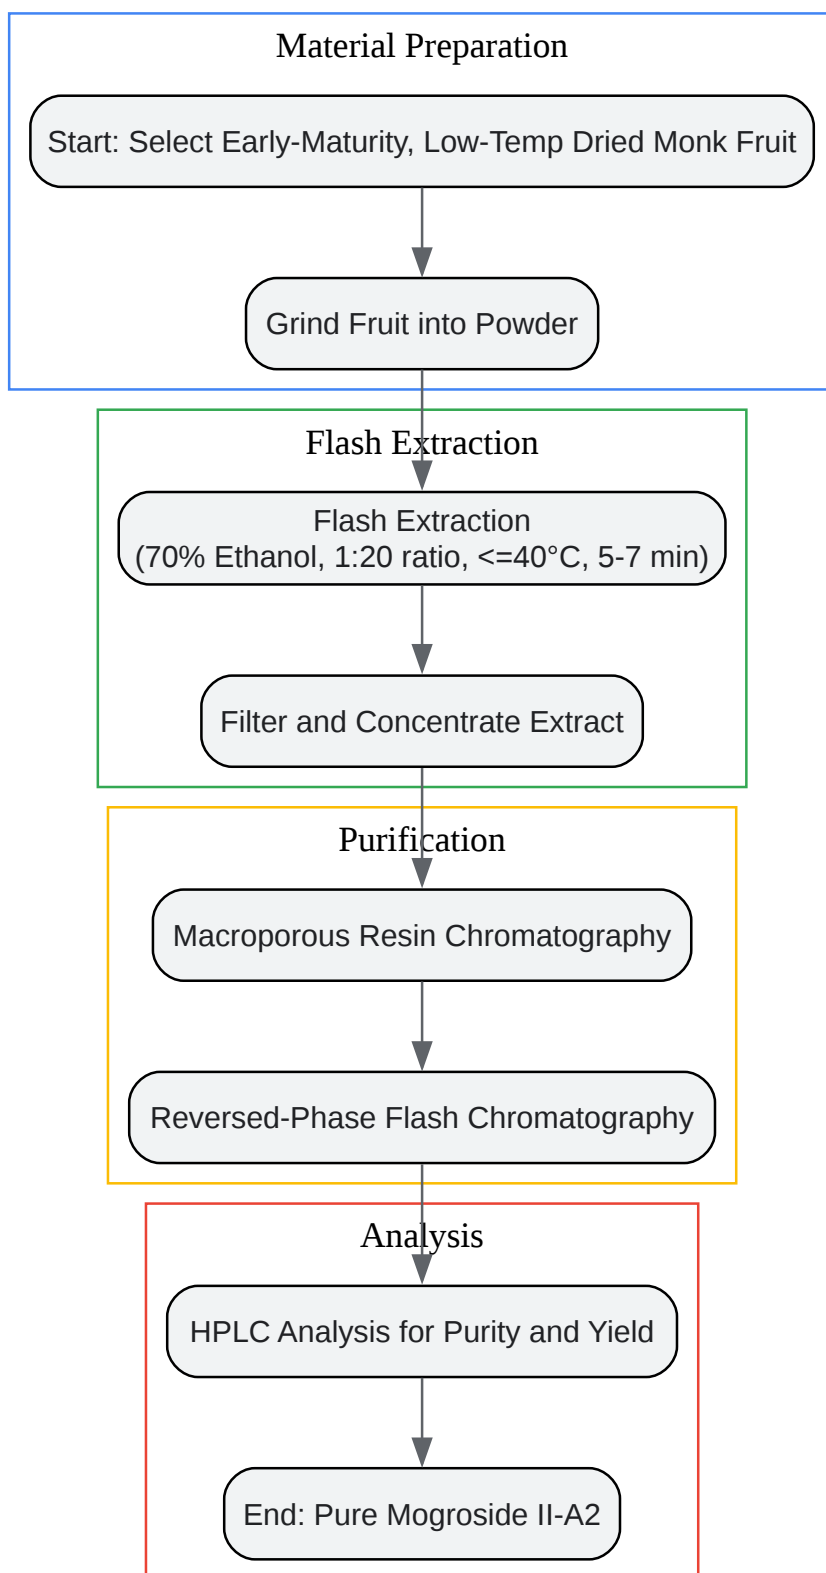 Material Preparation
Start: Select Early-Maturity, Low-Temp Dried Monk Fruit
Grind Fruit into Powder
Flash Extraction
Flash Extraction
(70% Ethanol, 1:20 ratio, <=40°C, 5-7 min)
Filter and Concentrate Extract
Purification
Macroporous Resin Chromatography
Reversed-Phase Flash Chromatography
Analysis
HPLC Analysis for Purity and Yield
End: Pure Mogroside II-A2